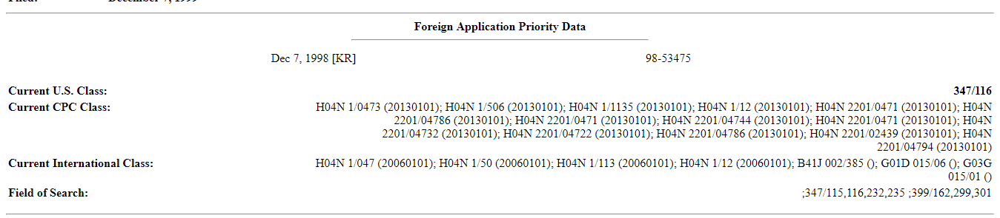 Filed: December 7, 1999
Foreign Application Priority Data
Dec 7, 1998 [KR] 98-53475
Current U.S. Class: 347/116
Current CPC Class: H04N 1/0473 (20130101); H04N 1/506 (20130101); H04N 1/1135 (20130101); H04N 1/12 (20130101); H04N 2201/0471 (20130101); H04N
2201/04786 (20130101); H04N 2201/0471 (20130101); H04N 2201/04744 (20130101); H04N 2201/0471 (20130101); H04N
2201/04732 (20130101); H04N 2201/04722 (20130101); H04N 2201/04786 (20130101); H04N 2201/02439 (20130101); H04N
2201/04794 (20130101)
Current International Class: H04N 1/047 (20060101); H04N 1/50 (20060101); H04N 1/113 (20060101); H04N 1/12 (20060101); B41J 002/385 (); G01D 015/06 (); G03G
015/01 ()
Field of Search: ;347/115,116,232,235 ;399/162,299,301